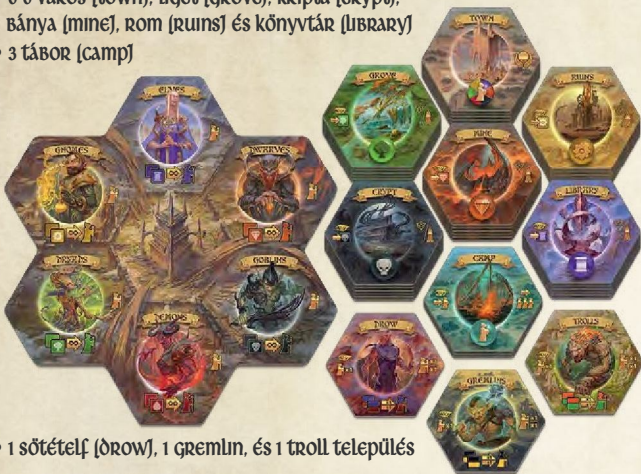 6-6 város (town), liget (grove), kripta (crypt),
bánya (mine), rom (ruins) és könyvtár (library)
• 3 tábor (camp)
TOWN
ELVES
GROVE
RUINS
GNOMES
DWARVES
MINE
CRYPT
LIBRARY
DRYADS
GOBLINS
CAMP
DEMONS
DROW
TROLLS
GREMLINS
• 1 sötételf (drow), 1 gremlin, és 1 troll település